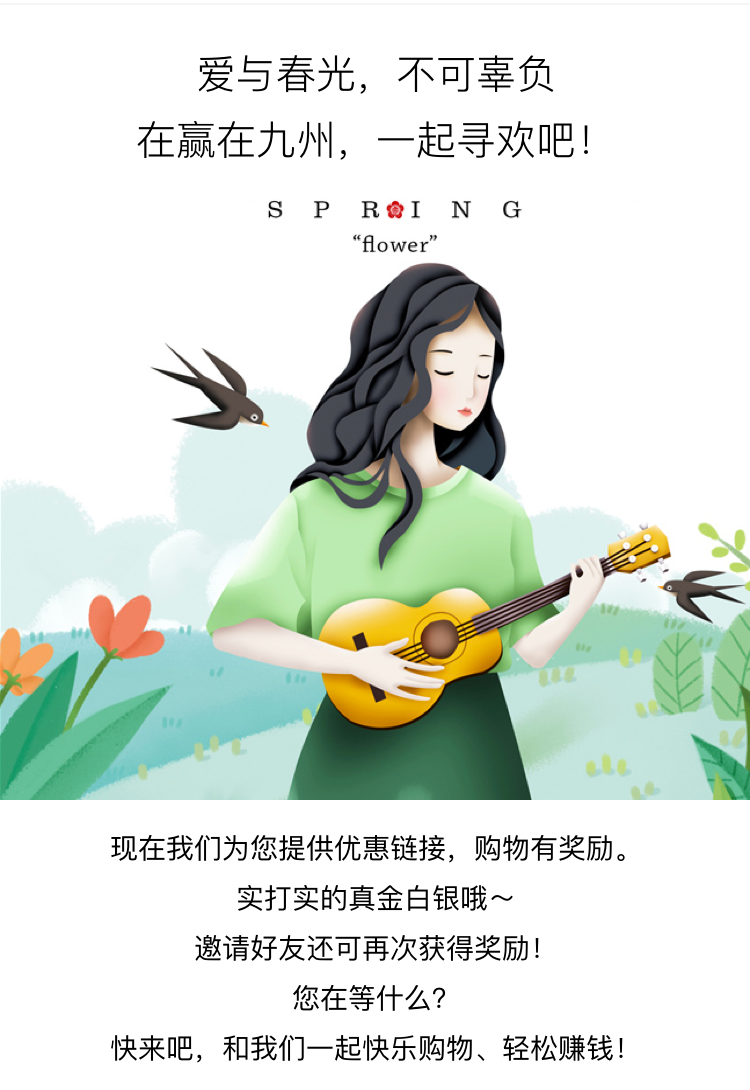 爱与春光，不可辜负
在赢在九州，一起寻欢吧！
SPRING
“flower”
现在我们为您提供优惠链接，购物有奖励。
实打实的真金白银哦～
邀请好友还可再次获得奖励！
您在等什么？
快来吧，和我们一起快乐购物、轻松赚钱！